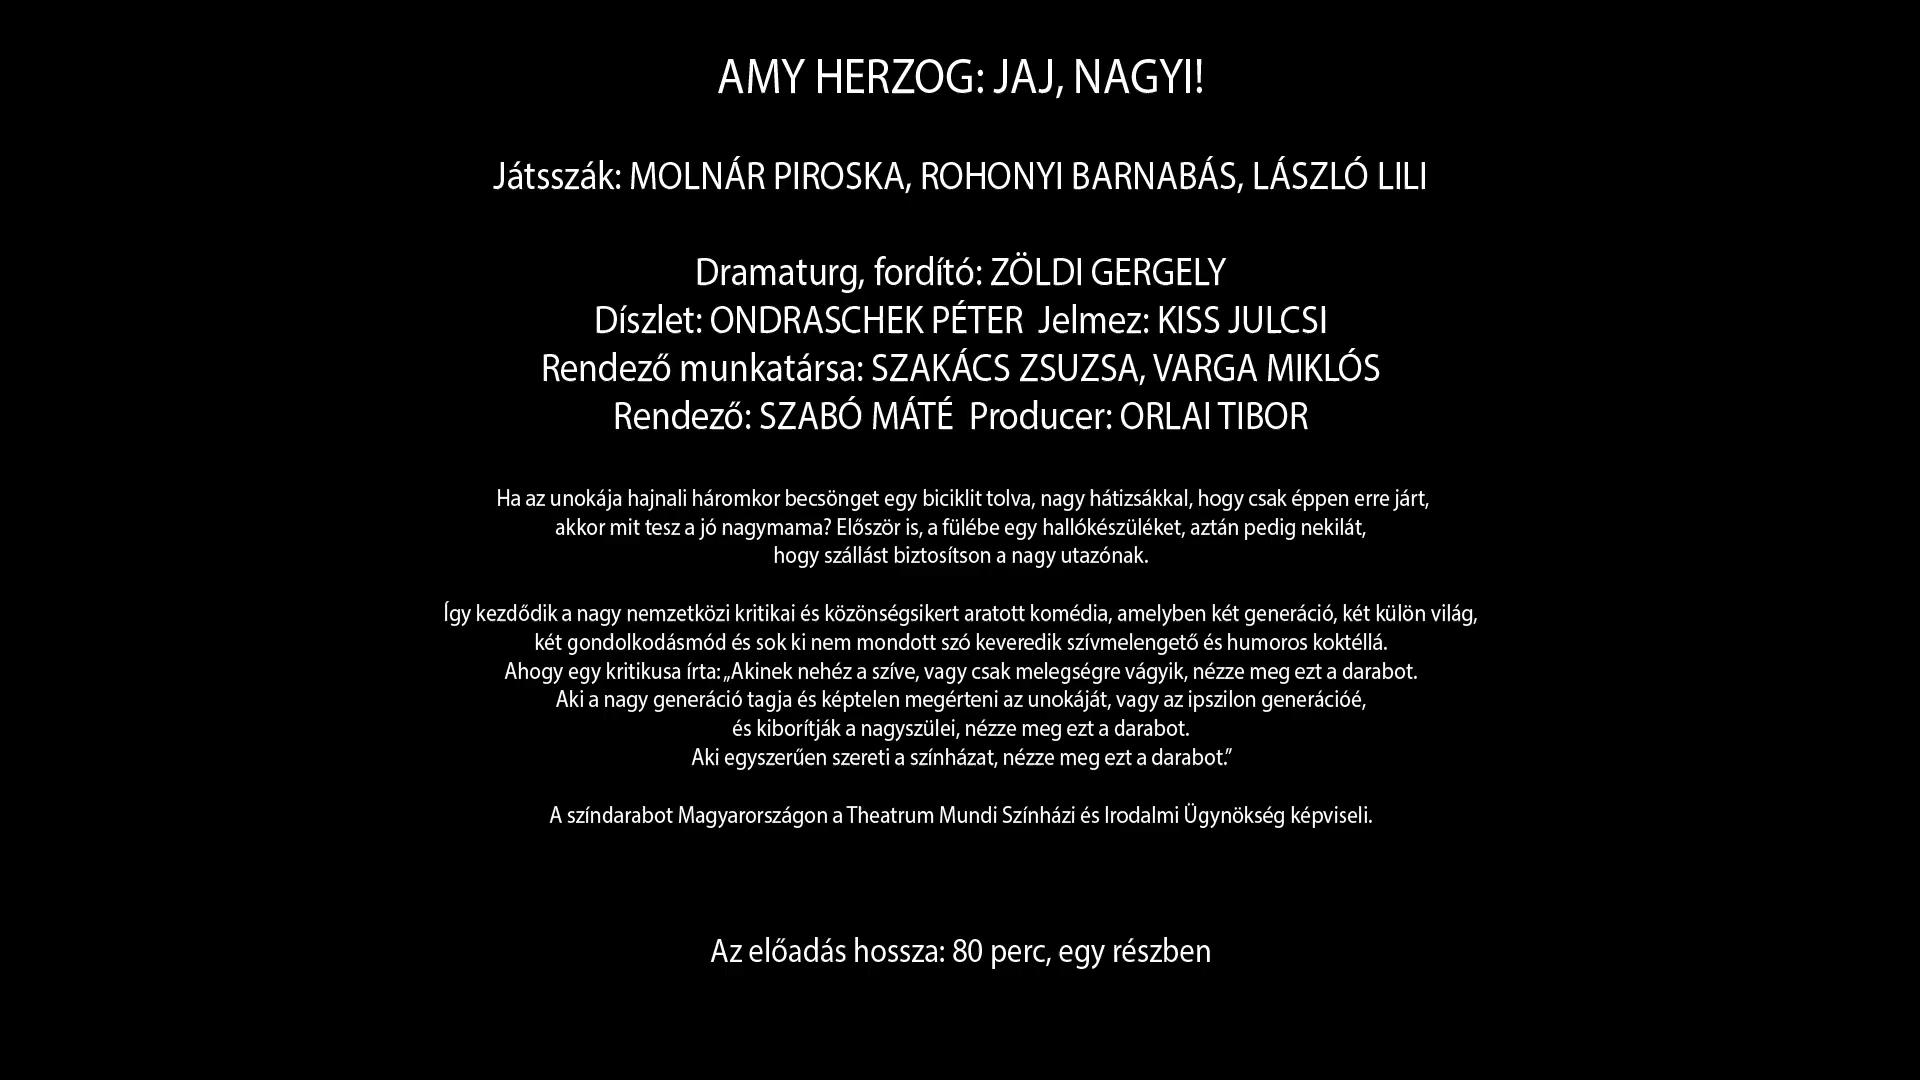 AMY HERZOG: JAJ, NAGYI!
Játsszák: MOLNÁR PIROSKA, ROHONYI BARNABÁS, LÁSZLÓ LILI
Dramaturg, fordító: ZÖLDI GERGELY
Díszlet: ONDRASCHEK PÉTER  Jelmez: KISS JULCSI
Rendező munkatársa: SZAKÁCS ZSUZSA, VARGA MIKLÓS
Rendező: SZABÓ MÁTÉ  Producer: ORLAI TIBOR
Ha az unokája hajnali háromkor becsönget egy biciklit tolva, nagy hátizsákkal, hogy csak éppen erre járt,
akkor mit tesz a jó nagymama? Először is, a fülébe egy hallókészüléket, aztán pedig nekilát,
hogy szállást biztosítson a nagy utazónak.
Így kezdődik a nagy nemzetközi kritikai és közönségsikert aratott komédia, amelyben két generáció, két külön világ,
két gondolkodásmód és sok ki nem mondott szó keveredik szívmelengető és humoros koktéllá.
Ahogy egy kritikusa írta: „Akinek nehéz a szíve, vagy csak melegségre vágyik, nézze meg ezt a darabot.
Aki a nagy generáció tagja és képtelen megérteni az unokáját, vagy az ipszilon generációé,
és kiborítják a nagyszülei, nézze meg ezt a darabot.
Aki egyszerűen szereti a színházat, nézze meg ezt a darabot.”
A színdarabot Magyarországon a Theatrum Mundi Színházi és Irodalmi Ügynökség képviseli.
Az előadás hossza: 80 perc, egy részben